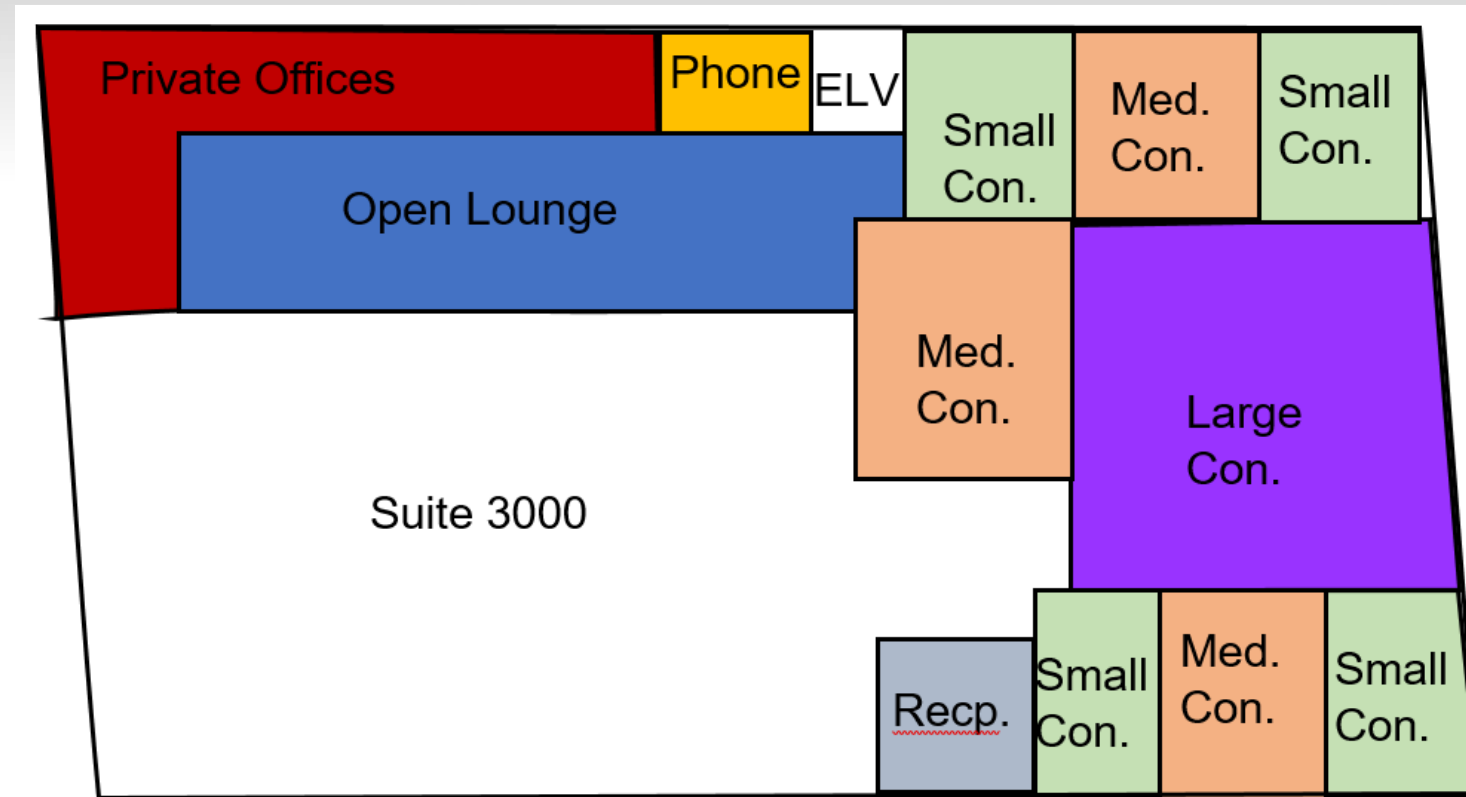 Private Offices
Phone
ELV
Small
Con.
Med.
Con.
Small
Con.
Open Lounge
Med.
Con.
Large
Con.
Suite 3000
Recp.
Small
Con.
Med.
Con.
Small
Con.